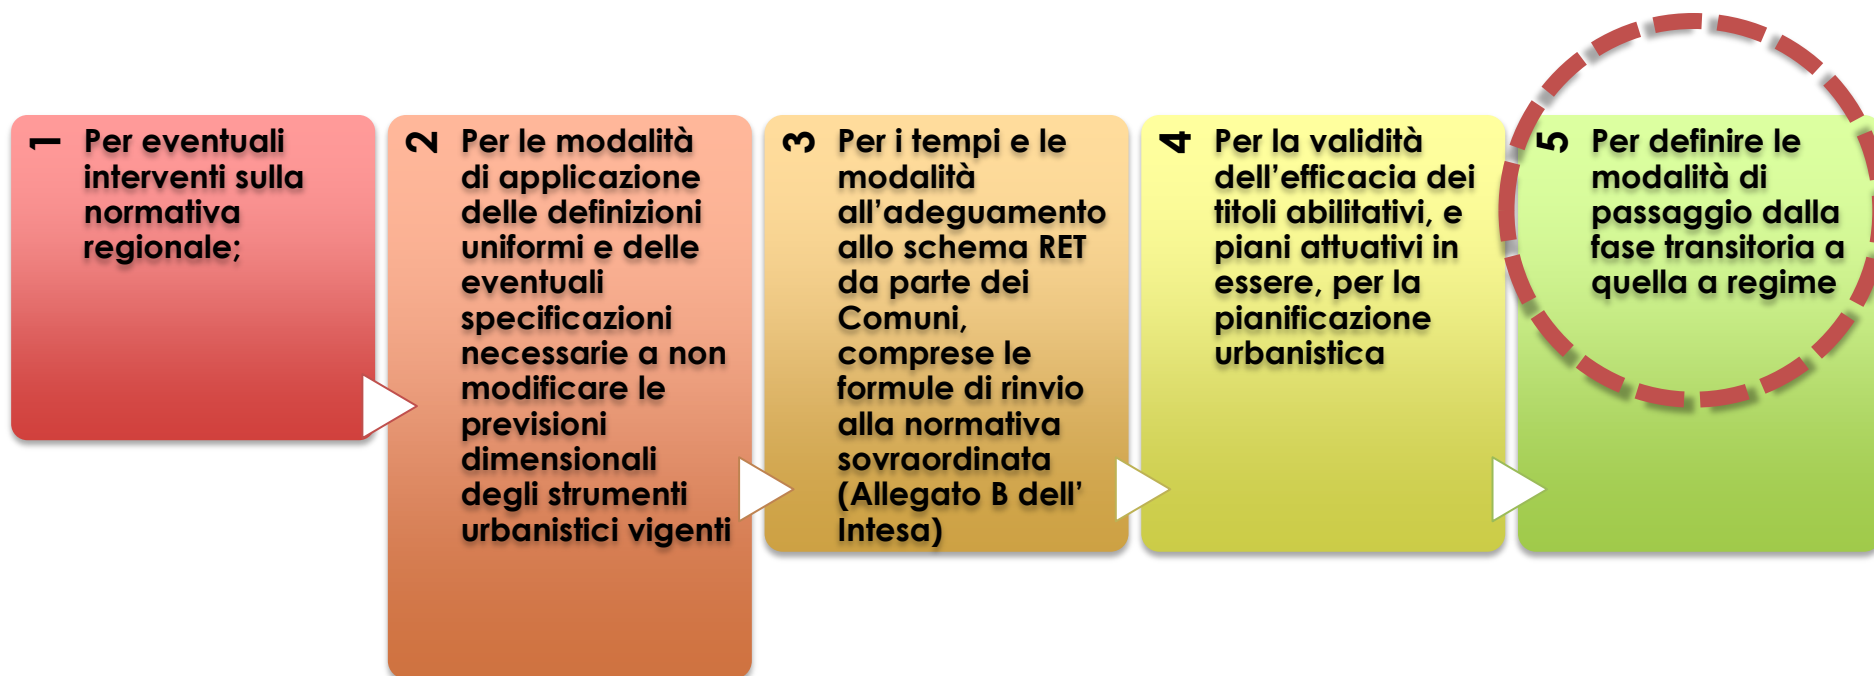 1
Per eventuali
interventi sulla
normativa
regionale;
2
Per le modalità
di applicazione
delle definizioni
uniformi e delle
eventuali
specificazioni
necessarie a non
modificare le
previsioni
dimensionali
degli strumenti
urbanistici vigenti
3
Per i tempi e le
modalità
all’adeguamento
allo schema RET
da parte dei
Comuni,
comprese le
formule di rinvio
alla normativa
sovraordinata
(Allegato B dell’
Intesa)
4
Per la validità
dell’efficacia dei
titoli abilitativi, e
piani attuativi in
essere, per la
pianificazione
urbanistica
5
Per definire le
modalità di
passaggio dalla
fase transitoria a
quella a regime